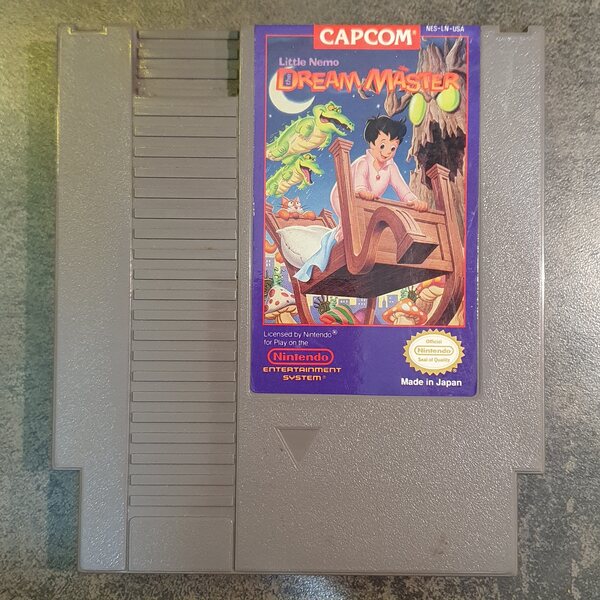 CAPCOM®
NES-LN-USA
Little Nemo
the DREAM MASTER
Licensed by Nintendo®
for Play on the
Nintendo
ENTERTAINMENT
SYSTEM®
Official
Nintendo
Seal of Quality
Made in Japan